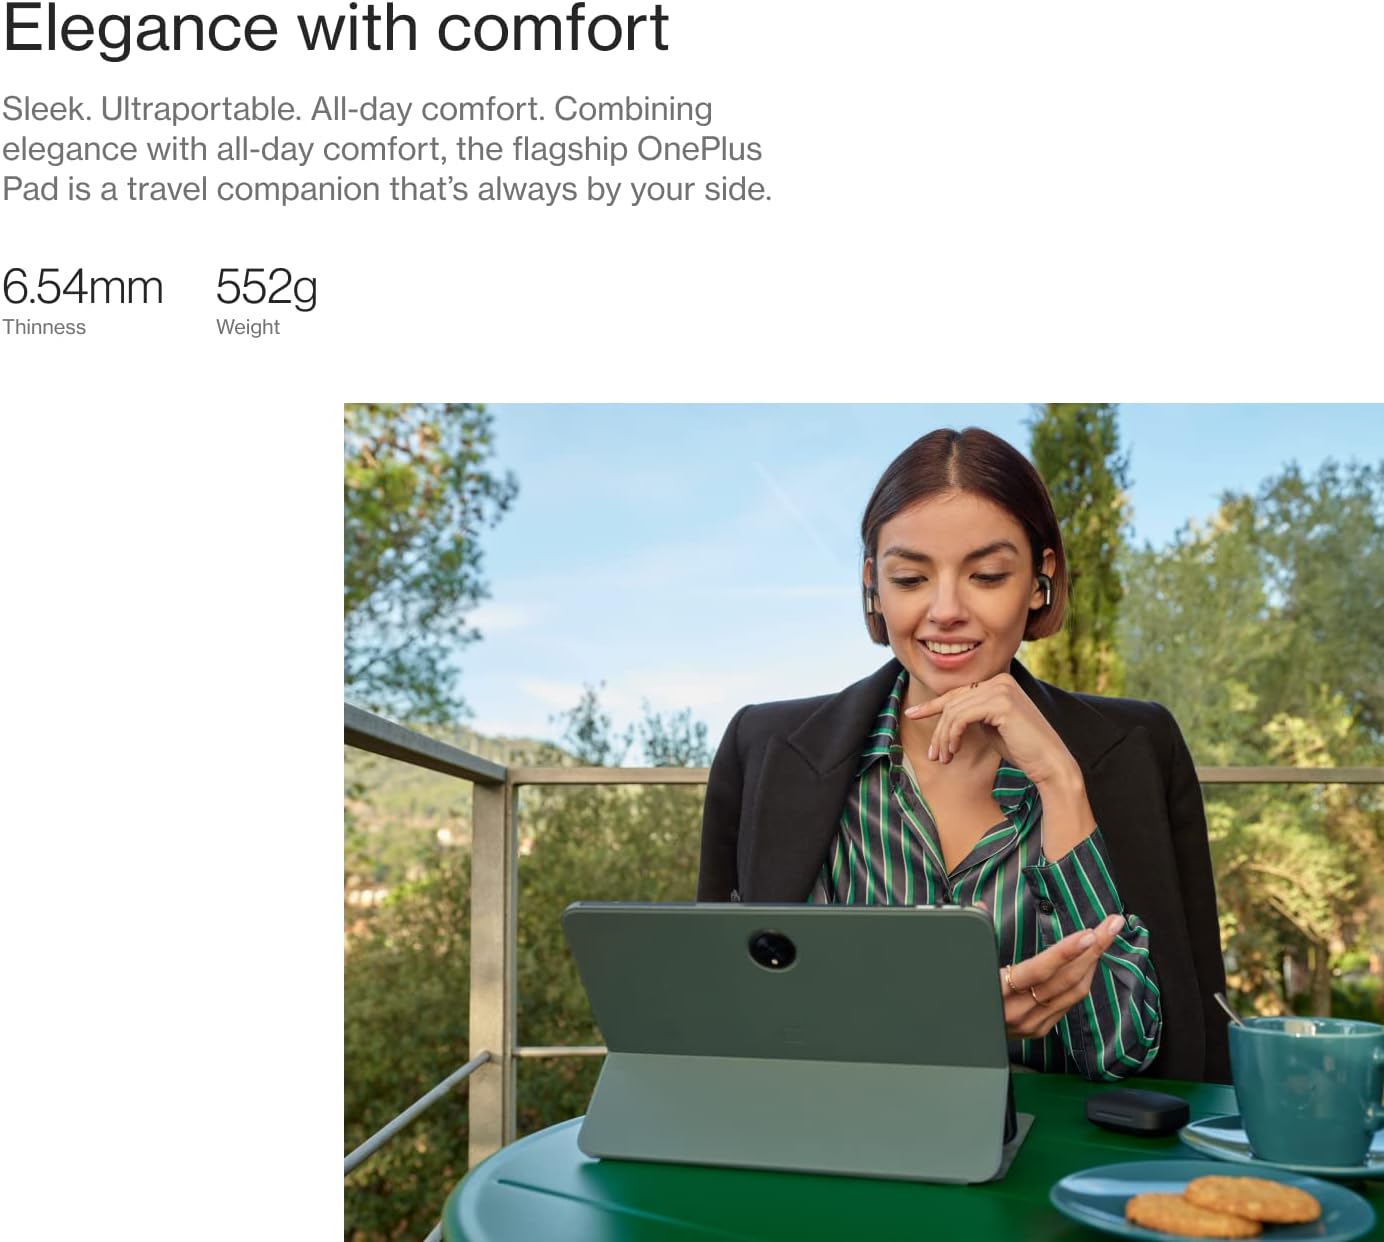 Elegance with comfort
Sleek. Ultraportable. All-day comfort. Combining
elegance with all-day comfort, the flagship OnePlus
Pad is a travel companion that’s always by your side.
6.54mm 552g
Thinness Weight